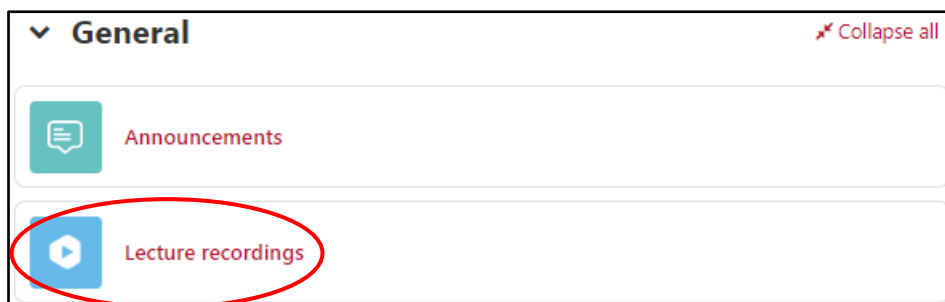 General
Collapse all
Announcements
Lecture recordings